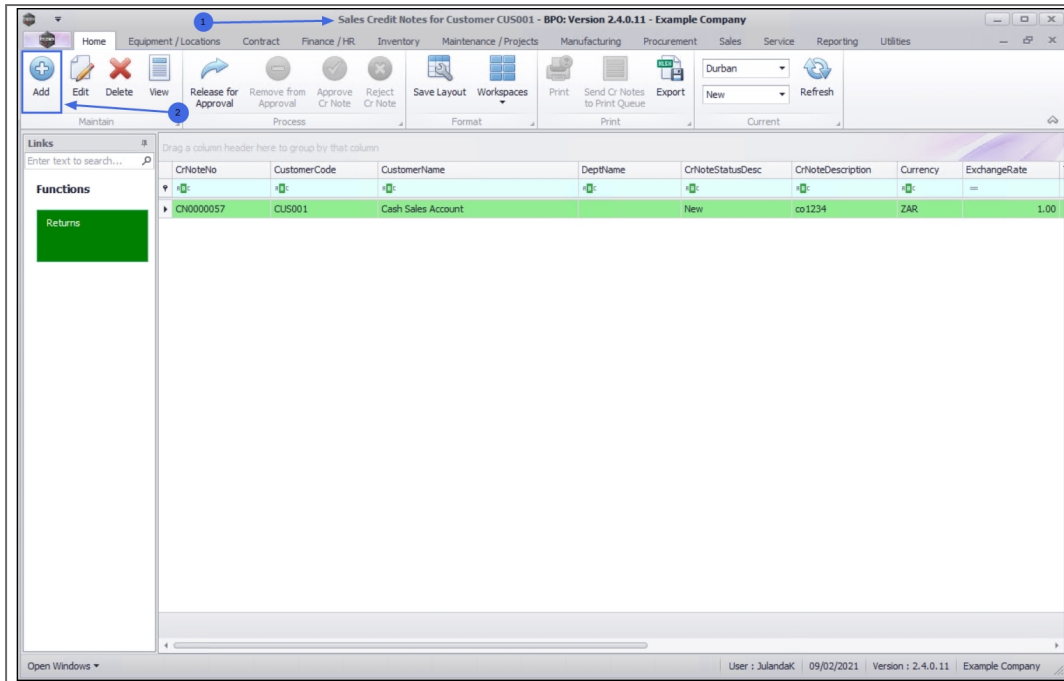 1
Sales Credit Notes for Customer CUS001 - BPO: Version 2.4.0.11 - Example Company
Home Equipment / Locations Contract Finance / HR Inventory Maintenance / Projects Manufacturing Procurement Sales Service Reporting Utilities
Add Edit Delete View Release for Approval Remove from Approval Approve Cr Note Reject Cr Note Save Layout Workspaces Print Send Cr Notes to Print Queue Export Durban New Refresh
2
Maintain Process Format Print Current
Links
Drag a column header here to group by that column
Enter text to search...
CrNoteNo CustomerCode CustomerName DeptName CrNoteStatusDesc CrNoteDescription Currency ExchangeRate
Functions
=
CN0000057 CUS001 Cash Sales Account New co1234 ZAR 1.00
Returns
Open Windows User : JulandaK 09/02/2021 Version : 2.4.0.11 Example Company